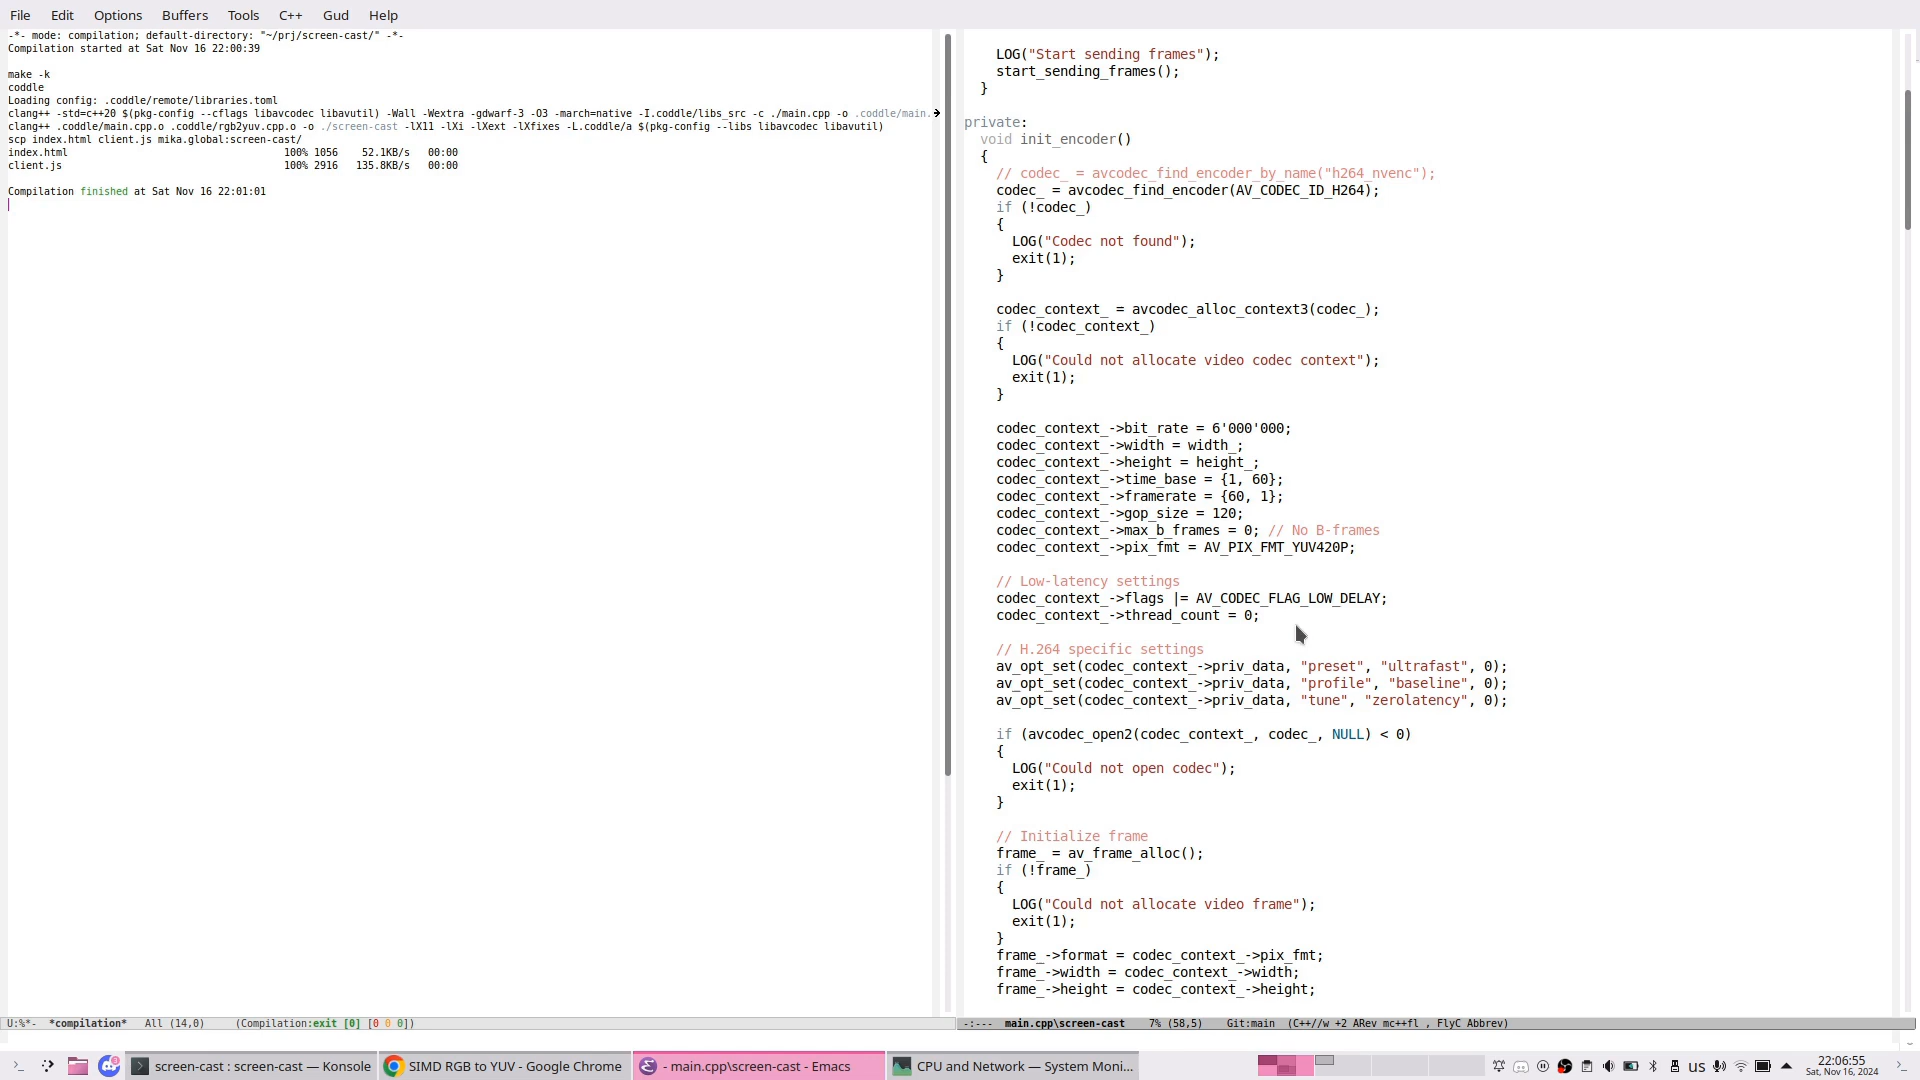 File Edit Options Buffers Tools C++ Gud Help
-*- mode: compilation; default-directory: "~/prj/screen-cast/" -*-
Compilation started at Sat Nov 16 22:00:39
make -k
coddle
Loading config: .coddle/remote/libraries.toml
clang++ -std=c++20 $(pkg-config --cflags libavcodec libavutil) -Wall -Wextra -gdwarf-3 -O3 -march=native -I.coddle/libs_src -c ./main.cpp -o .coddle/main.
clang++ .coddle/main.cpp.o .coddle/rgb2yuv.cpp.o -o ./screen-cast -lX11 -lXi -lXext -lXfixes -L.coddle/a $(pkg-config --libs libavcodec libavutil)
scp index.html client.js mika.global:screen-cast/
index.html 100% 1056 52.1KB/s 00:00
client.js 100% 2916 135.8KB/s 00:00
Compilation finished at Sat Nov 16 22:01:01
U:%*- *compilation* All (14,0) (Compilation:exit [0] [0 0 0])
LOG("Start sending frames");
start_sending_frames();
}
private:
void init_encoder()
{
// codec_ = avcodec_find_encoder_by_name("h264_nvenc");
codec_ = avcodec_find_encoder(AV_CODEC_ID_H264);
if (!codec_)
{
LOG("Codec not found");
exit(1);
}
codec_context_ = avcodec_alloc_context3(codec_);
if (!codec_context_)
{
LOG("Could not allocate video codec context");
exit(1);
}
codec_context_->bit_rate = 6'000'000;
codec_context_->width = width_;
codec_context_->height = height_;
codec_context_->time_base = {1, 60};
codec_context_->framerate = {60, 1};
codec_context_->gop_size = 120;
codec_context_->max_b_frames = 0; // No B-frames
codec_context_->pix_fmt = AV_PIX_FMT_YUV420P;
// Low-latency settings
codec_context_->flags |= AV_CODEC_FLAG_LOW_DELAY;
codec_context_->thread_count = 0;
// H.264 specific settings
av_opt_set(codec_context_->priv_data, "preset", "ultrafast", 0);
av_opt_set(codec_context_->priv_data, "profile", "baseline", 0);
av_opt_set(codec_context_->priv_data, "tune", "zerolatency", 0);
if (avcodec_open2(codec_context_, codec_, NULL) < 0)
{
LOG("Could not open codec");
exit(1);
}
// Initialize frame
frame_ = av_frame_alloc();
if (!frame_)
{
LOG("Could not allocate video frame");
exit(1);
}
frame_->format = codec_context_->pix_fmt;
frame_->width = codec_context_->width;
frame_->height = codec_context_->height;
-:--- main.cpp\screen-cast 7% (58,5) Git:main (C++//w +2 ARev mc++fl , FlyC Abbrev)
screen-cast : screen-cast — Konsole
SIMD RGB to YUV - Google Chrome
- main.cpp\screen-cast - Emacs
CPU and Network — System Moni...
us
22:06:55
Sat, Nov 16, 2024